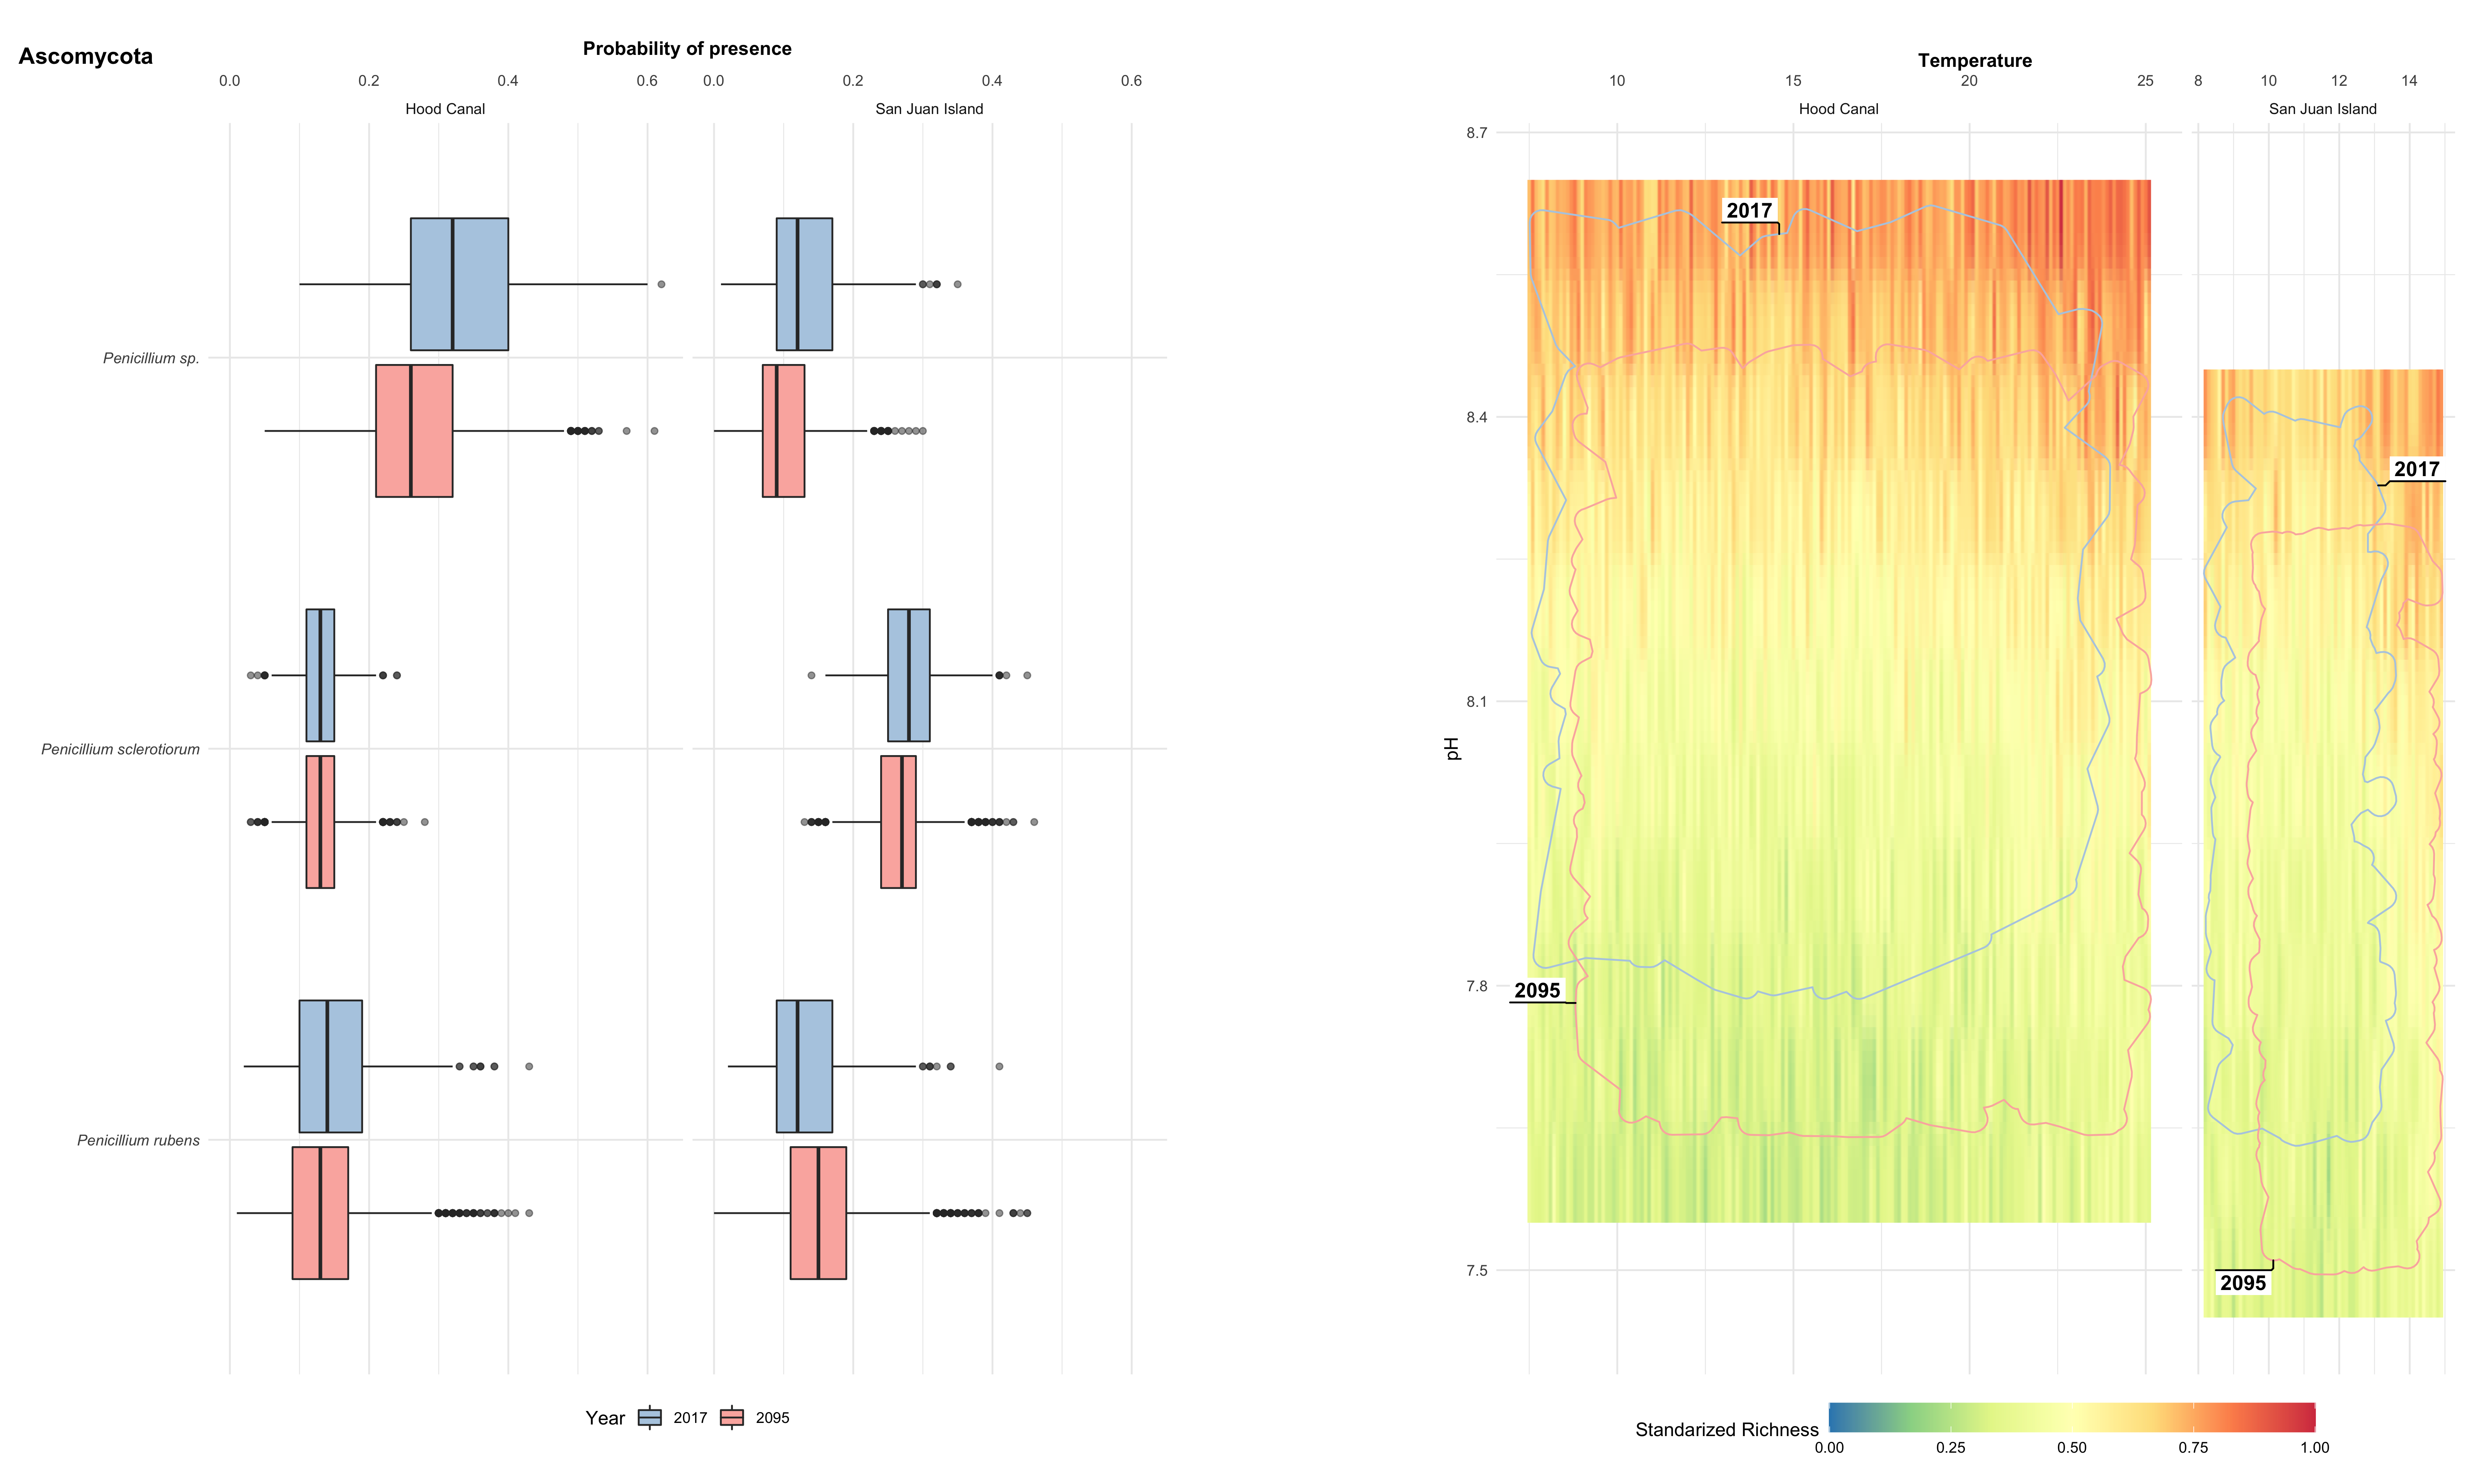 Ascomycota
Probability of presence
0.0 0.2 0.4 0.6 0.0 0.2 0.4 0.6
Hood Canal San Juan Island
Penicillium sp.
Penicillium sclerotiorum
Penicillium rubens
Year 2017 2095
Temperature
10 15 20 25 8 10 12 14
Hood Canal San Juan Island
pH
8.7
8.4
8.1
7.8
7.5
2017
2017
2095
2095
Standarized Richness
0.00 0.25 0.50 0.75 1.00